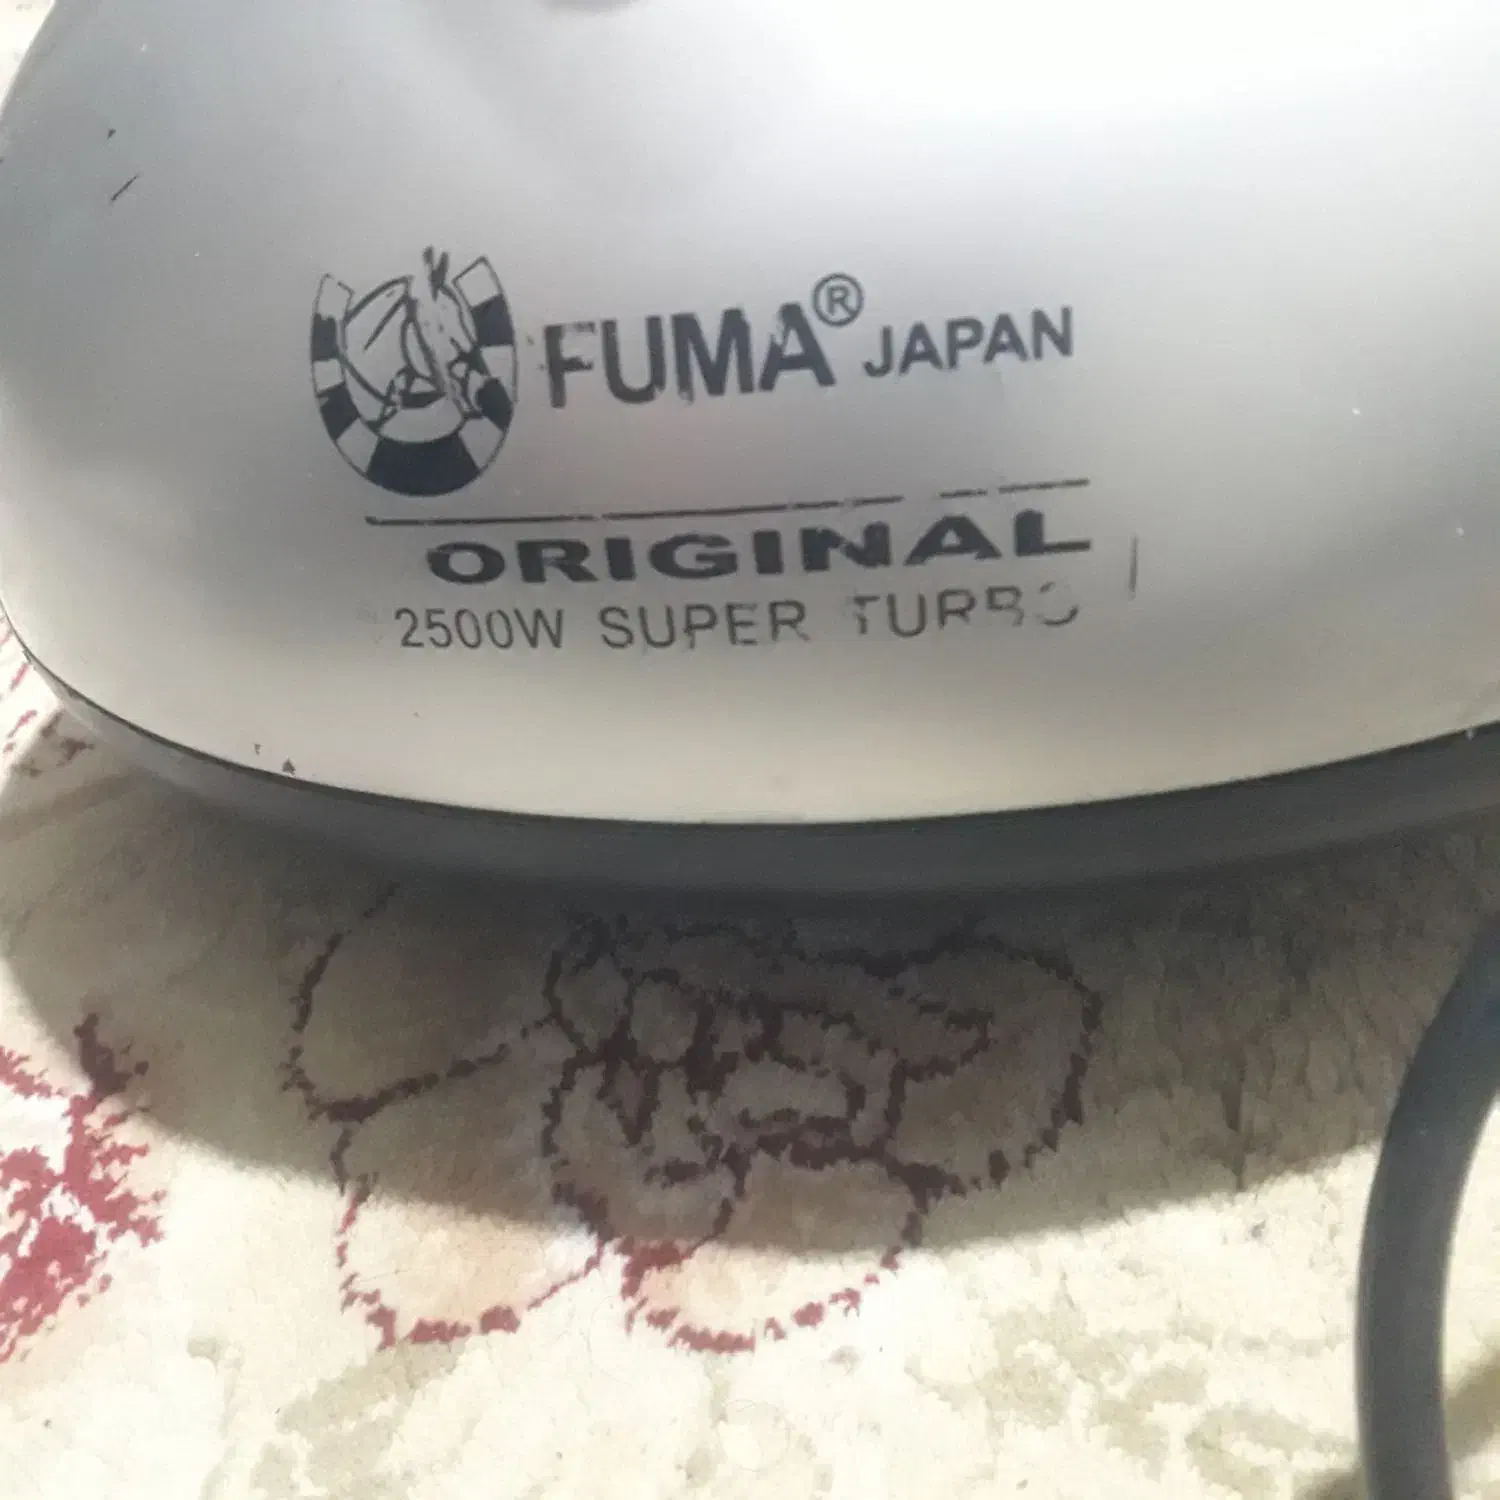 FUMA® JAPAN
ORIGINAL
2500W SUPER TURBO